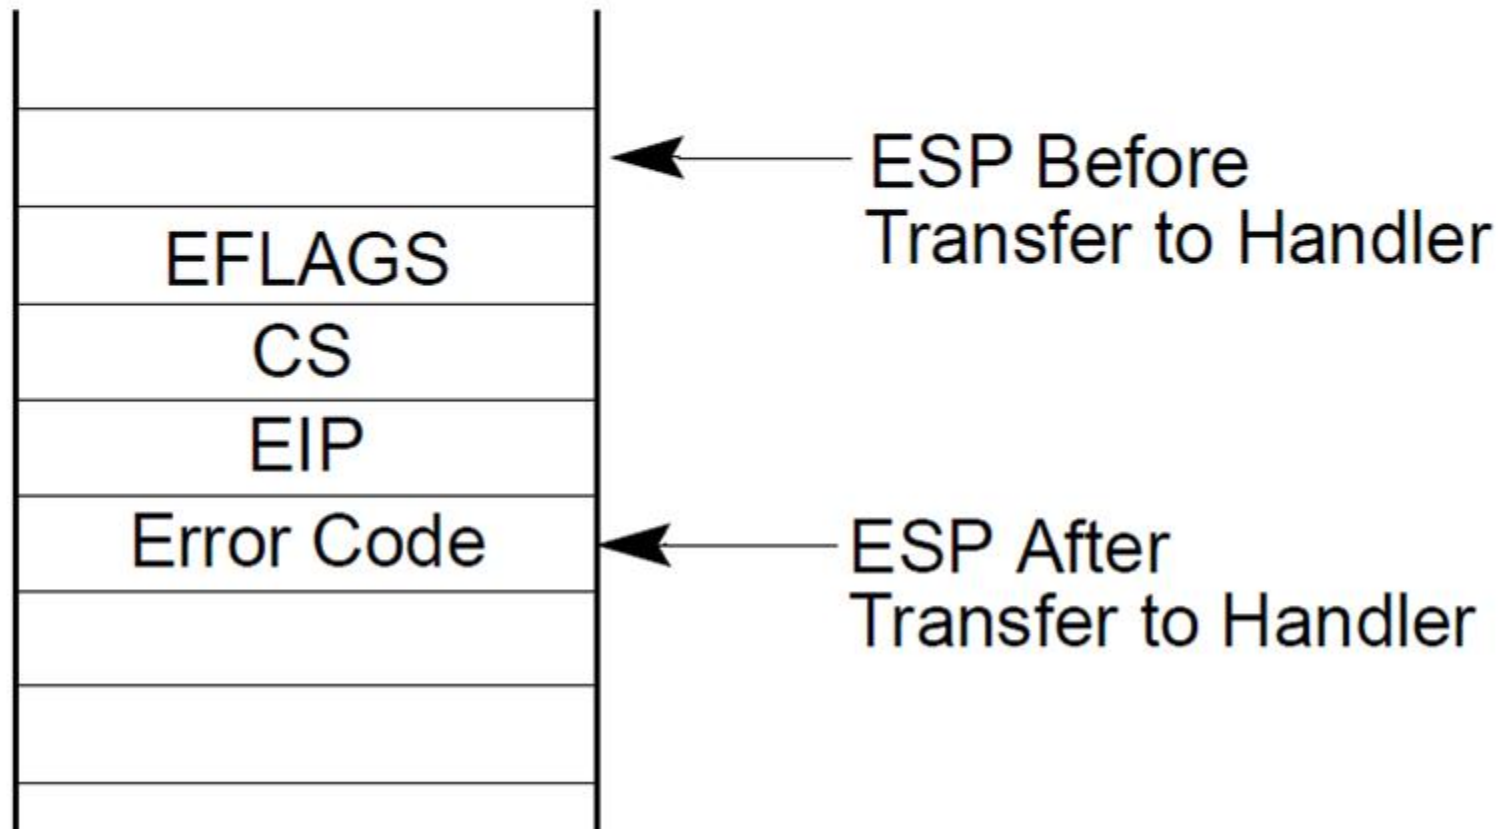 ESP Before
Transfer to Handler
EFLAGS
CS
EIP
Error Code
ESP After
Transfer to Handler